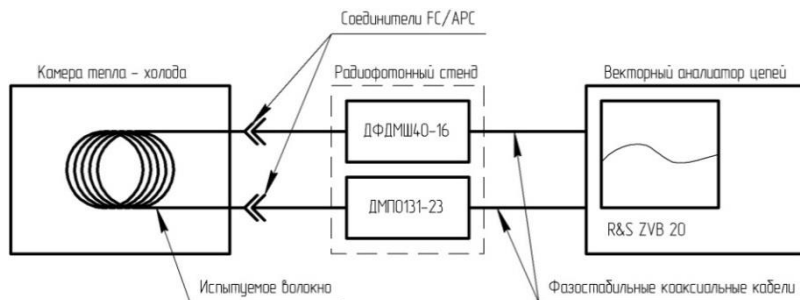 Соединители FC/APC
Камера тепла - холода
Радиофотонный стенд
Векторный аналиатор цепей
ДФДМШ40-16
ДМПО131-23
R&S ZVB 20
Испытуемое волокно
Фазостабильные коаксиальные кабели